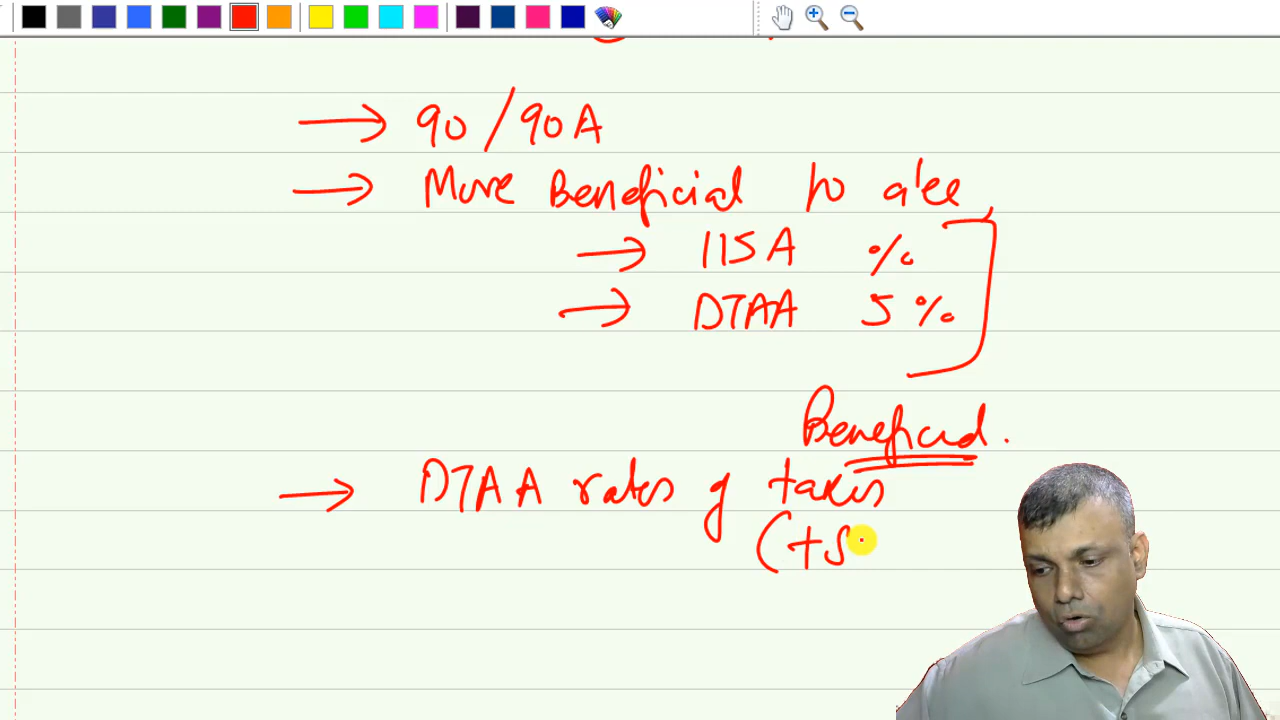 → 90/90A
→ More Beneficial to a'ee
→ 115A %
→ DTAA 5%
Beneficial.
→ DTAA rates of taxes
(+S